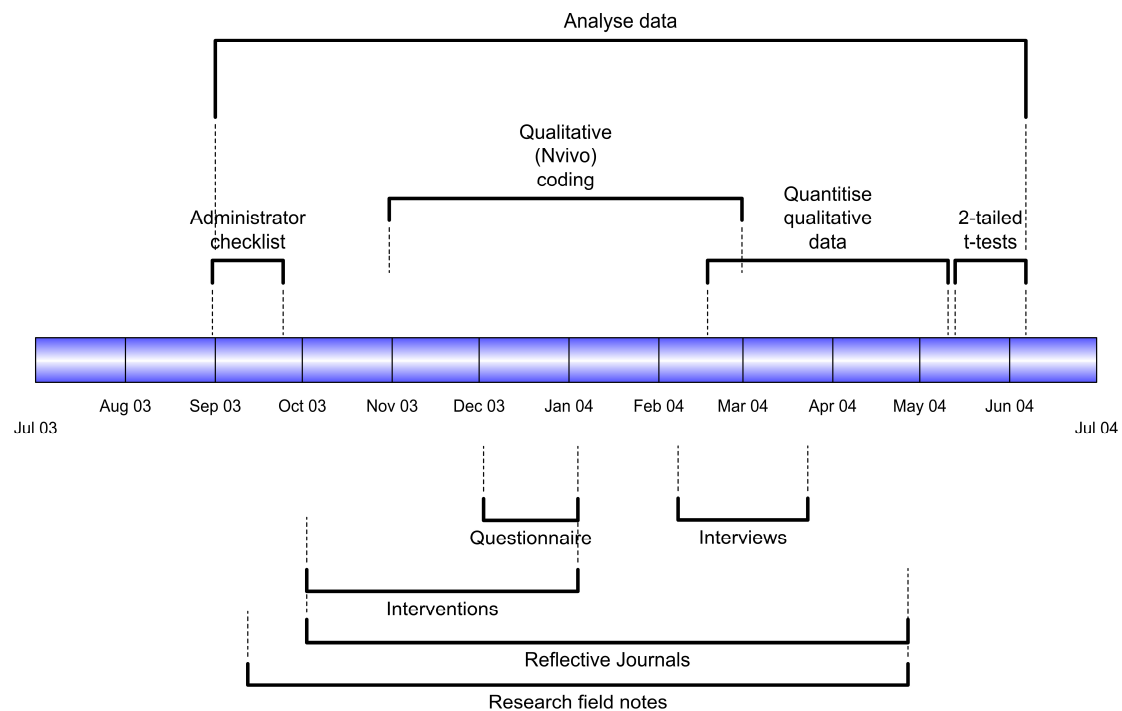 Analyse data
Qualitative
(Nvivo)
coding
Quantitise
qualitative
data
Administrator
checklist
2-tailed
t-tests
Aug 03 Sep 03 Oct 03 Nov 03 Dec 03 Jan 04 Feb 04 Mar 04 Apr 04 May 04 Jun 04
Jul 03 Jul 04
Questionnaire Interviews
Interventions
Reflective Journals
Research field notes